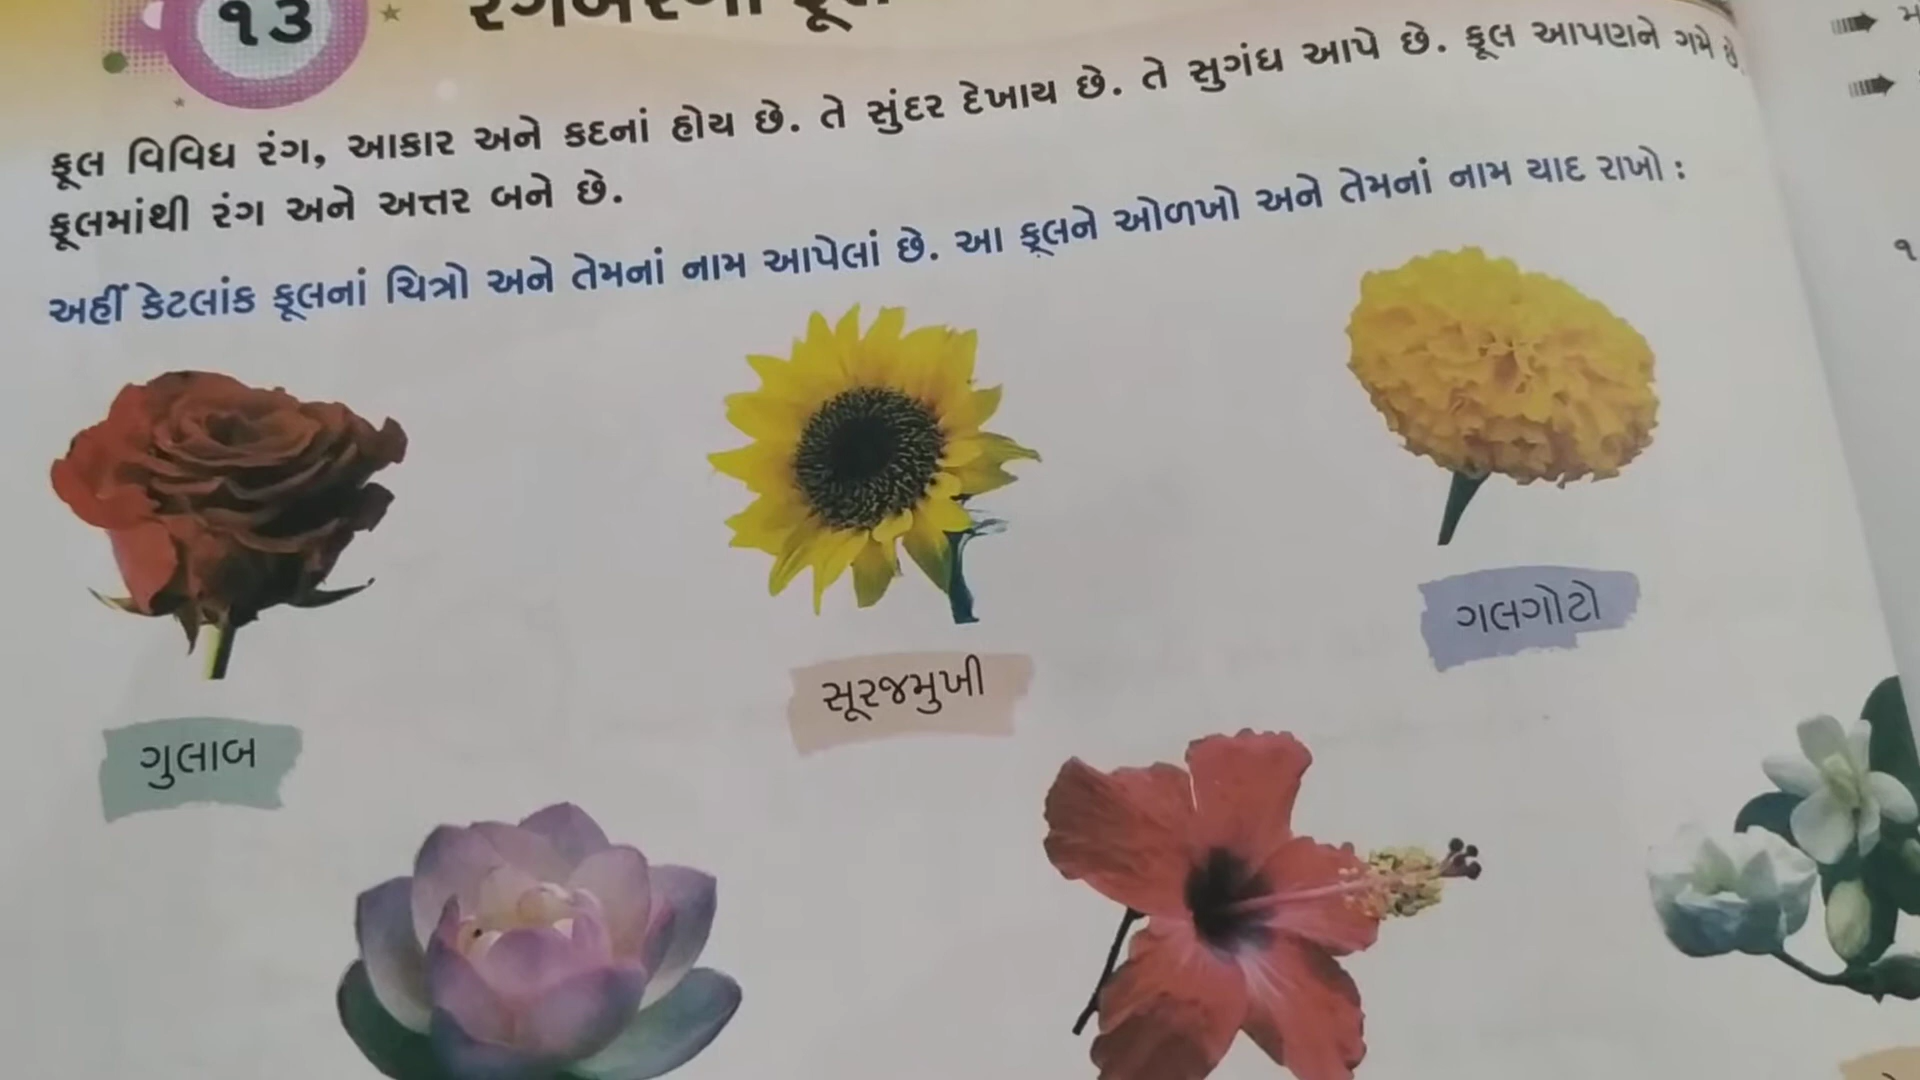 ૧૩
ફૂલ વિવિધ રંગ, આકાર અને કદનાં હોય છે. તે સુંદર દેખાય છે. તે સુગંધ આપે છે. ફૂલ આપણને ગમે છે.
ફૂલમાંથી રંગ અને અત્તર બને છે.
અહીં કેટલાંક ફૂલનાં ચિત્રો અને તેમનાં નામ આપેલાં છે. આ ફૂલને ઓળખો અને તેમનાં નામ યાદ રાખો :
ગલગોટો
સૂરજમુખી
ગુલાબ
૧